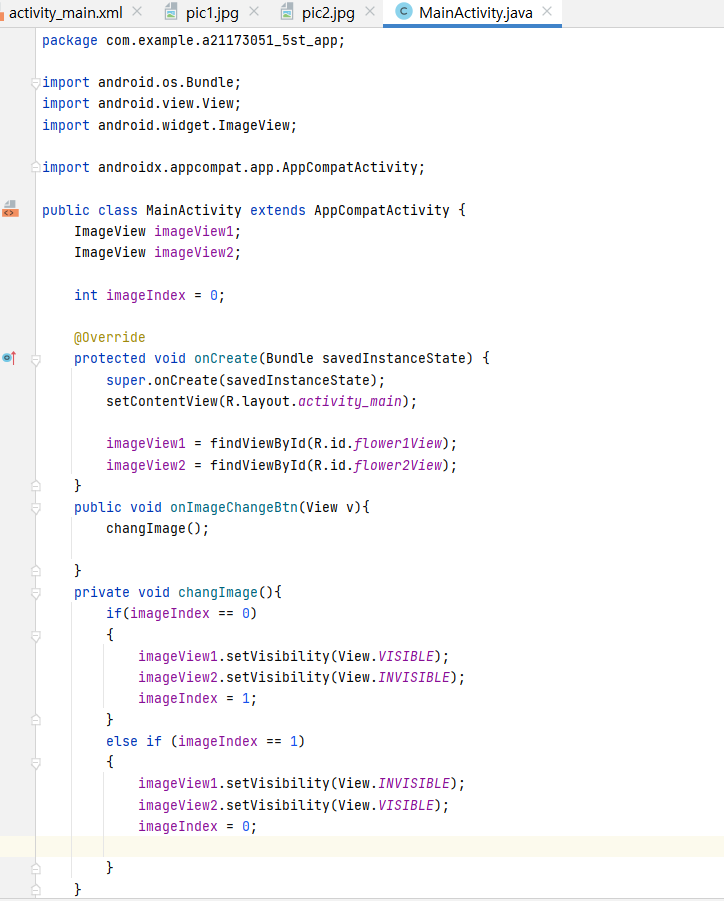 activity_main.xml pic1.jpg pic2.jpg MainActivity.java
package com.example.a21173051_5st_app;
import android.os.Bundle;
import android.view.View;
import android.widget.ImageView;
import androidx.appcompat.app.AppCompatActivity;
public class MainActivity extends AppCompatActivity {
ImageView imageView1;
ImageView imageView2;
int imageIndex = 0;
@Override
protected void onCreate(Bundle savedInstanceState) {
super.onCreate(savedInstanceState);
setContentView(R.layout.activity_main);
imageView1 = findViewById(R.id.flower1View);
imageView2 = findViewById(R.id.flower2View);
}
public void onImageChangeBtn(View v){
changImage();
}
private void changImage(){
if(imageIndex == 0)
{
imageView1.setVisibility(View.VISIBLE);
imageView2.setVisibility(View.INVISIBLE);
imageIndex = 1;
}
else if (imageIndex == 1)
{
imageView1.setVisibility(View.INVISIBLE);
imageView2.setVisibility(View.VISIBLE);
imageIndex = 0;
}
}